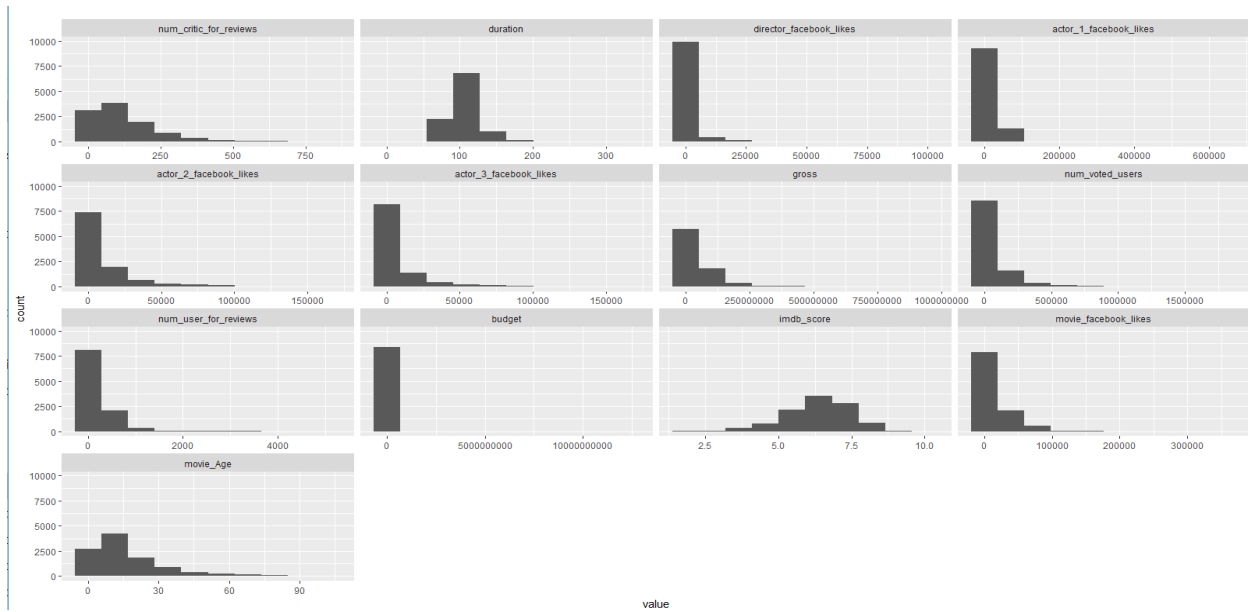 num_critic_for_reviews duration director_facebook_likes actor_1_facebook_likes
10000
7500
5000
2500
0
0 250 500 750 0 100 200 300 0 25000 50000 75000 100000 0 200000 400000 600000
actor_2_facebook_likes actor_3_facebook_likes gross num_voted_users
10000
7500
5000
2500
0
0 50000 100000 150000 0 50000 100000 150000 0 250000000 500000000 750000000 1000000000 0 500000 1000000 1500000
num_user_for_reviews budget imdb_score movie_facebook_likes
10000
7500
5000
2500
0
0 2000 4000 0 5000000000 10000000000 2.5 5.0 7.5 10.0 0 100000 200000 300000
movie_Age
10000
7500
5000
2500
0
0 30 60 90
count
value